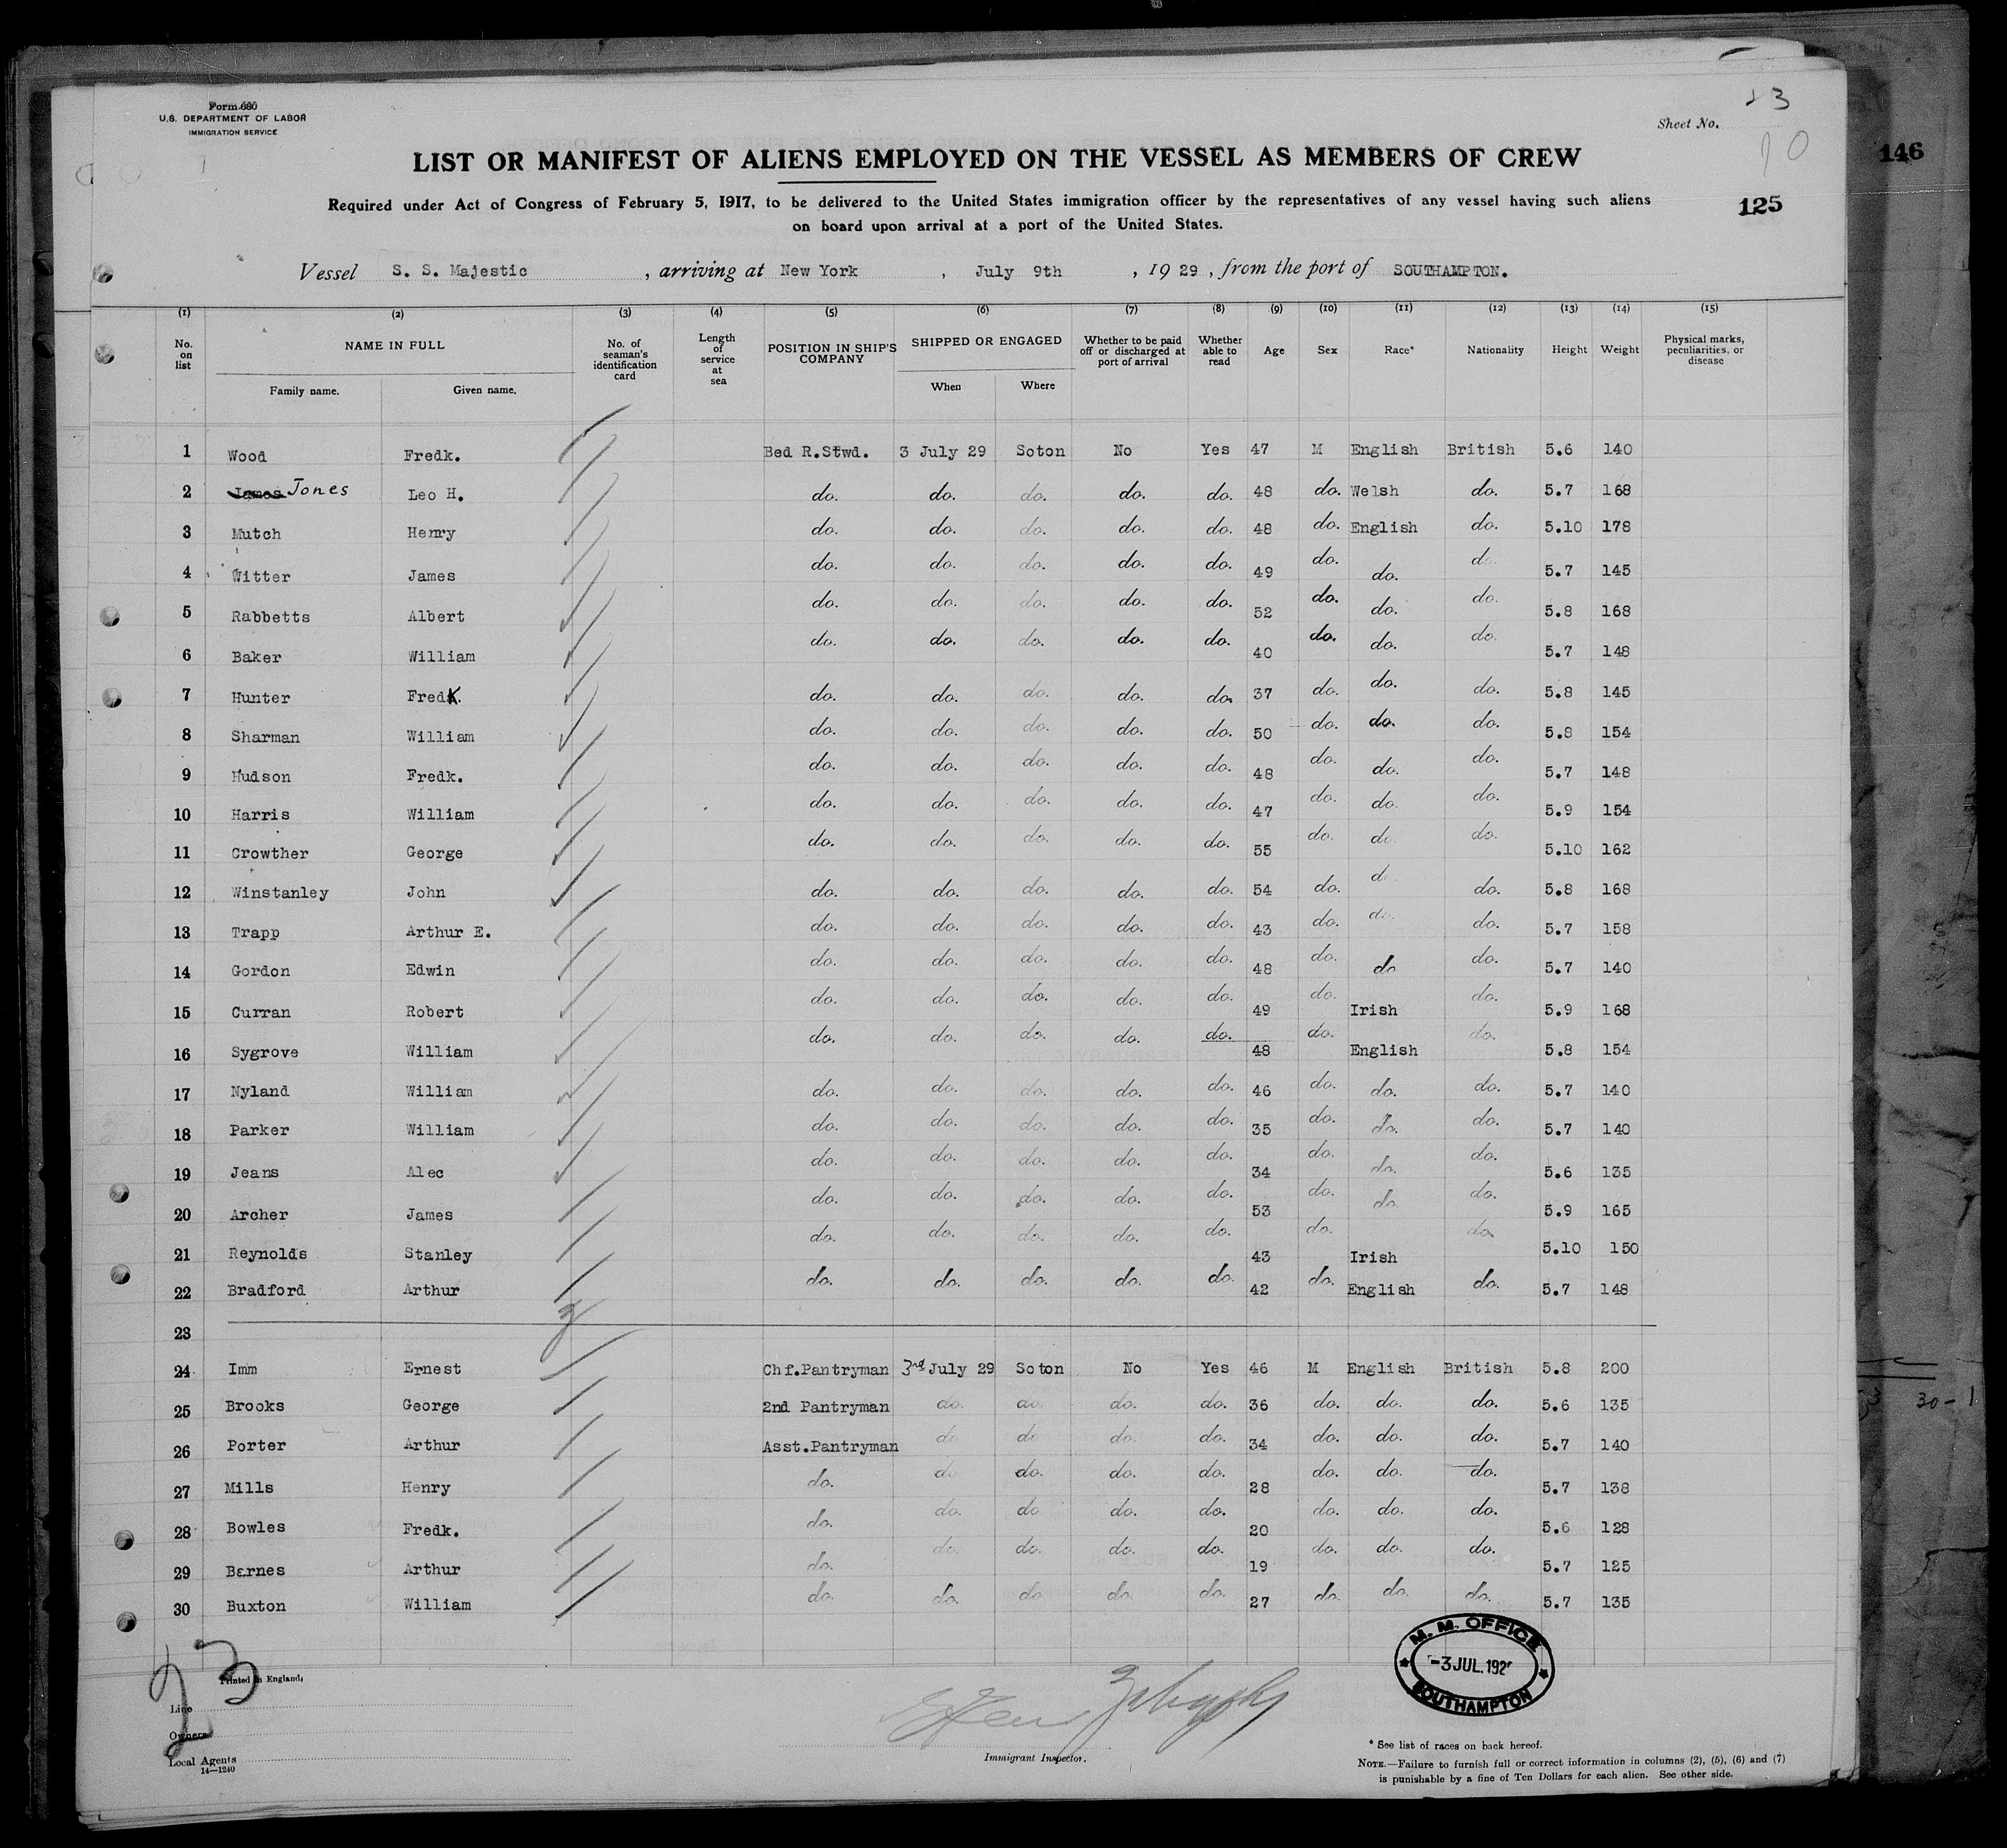 Form 680
U.S. DEPARTMENT OF LABOR
IMMIGRATION SERVICE
Sheet No. 23
10
146
LIST OR MANIFEST OF ALIENS EMPLOYED ON THE VESSEL AS MEMBERS OF CREW
125
Required under Act of Congress of February 5, 1917, to be delivered to the United States immigration officer by the representatives of any vessel having such aliens
on board upon arrival at a port of the United States.
Vessel S. S. Majestic , arriving at New York , July 9th , 19 29 , from the port of SOUTHAMPTON.
(1) (2) (3) (4) (5) (6) (7) (8) (9) (10) (11) (12) (13) (14) (15)
No. on list NAME IN FULL Family name. Given name. No. of seaman's identification card Length of service at sea POSITION IN SHIP'S COMPANY SHIPPED OR ENGAGED When Where Whether to be paid off or discharged at port of arrival Whether able to read Age Sex Race* Nationality Height Weight Physical marks, peculiarities, or disease
1 Wood Fredk. Bed R.Stwd. 3 July 29 Soton No Yes 47 M English British 5.6 140
2 James Jones Leo H. do. do. do. do. do. 48 do. Welsh do. 5.7 168
3 Mutch Henry do. do. do. do. do. 48 do. English do. 5.10 178
4 Witter James do. do. do. do. do. 49 do. do. do. 5.7 145
5 Rabbetts Albert do. do. do. do. do. 52 do. do. do. 5.8 168
6 Baker William do. do. do. do. do. 40 do. do. do. 5.7 148
7 Hunter Fredk. do. do. do. do. do. 37 do. do. do. 5.8 145
8 Sharman William do. do. do. do. do. 50 do. do. do. 5.8 154
9 Hudson Fredk. do. do. do. do. do. 48 do. do. do. 5.7 148
10 Harris William do. do. do. do. do. 47 do. do. do. 5.9 154
11 Crowther George do. do. do. do. do. 55 do. do. do. 5.10 162
12 Winstanley John do. do. do. do. do. 54 do. do. do. 5.8 168
13 Trapp Arthur E. do. do. do. do. do. 43 do. do. do. 5.7 158
14 Gordon Edwin do. do. do. do. do. 48 do. do do. 5.7 140
15 Curran Robert do. do. do. do. do. 49 do. Irish do. 5.9 168
16 Sygrove William do. do. do. do. do. 48 do. English do. 5.8 154
17 Nyland William do. do. do. do. do. 46 do. do. do. 5.7 140
18 Parker William do. do. do. do. do. 35 do. do. do. 5.7 140
19 Jeans Alec do. do. do. do. do. 34 do. do. do. 5.6 135
20 Archer James do. do. do. do. do. 53 do. do. do. 5.9 165
21 Reynolds Stanley do. do. do. do. do. 43 do. Irish do. 5.10 150
22 Bradford Arthur do. do. do. do. do. 42 do. English do. 5.7 148
23
24 Imm Ernest Chf.Pantryman 3rd July 29 Soton No Yes 46 M English British 5.8 200
25 Brooks George 2nd Pantryman do. do. do. do. 36 do. do. do. 5.6 135
26 Porter Arthur Asst.Pantryman do do do. do. 34 do. do. do. 5.7 140
27 Mills Henry do. do do. do. do. 28 do. do. do. 5.7 138
28 Bowles Fredk. do. do. do do. do. 20 do. do. do. 5.6 128
29 Barnes Arthur do. do. do. do. do. 19 do. do. do. 5.7 125
30 Buxton William do. do. do do. do. 27 do. do. do. 5.7 135
30 - 1
M. M. OFFICE
3 JUL. 192
SOUTHAMPTON
23
Printed in England.
Line
Owners
Local Agents
14—1240
Immigrant Inspector.
* See list of races on back hereof.
NOTE.—Failure to furnish full or correct information in columns (2), (5), (6) and (7)
is punishable by a fine of Ten Dollars for each alien. See other side.